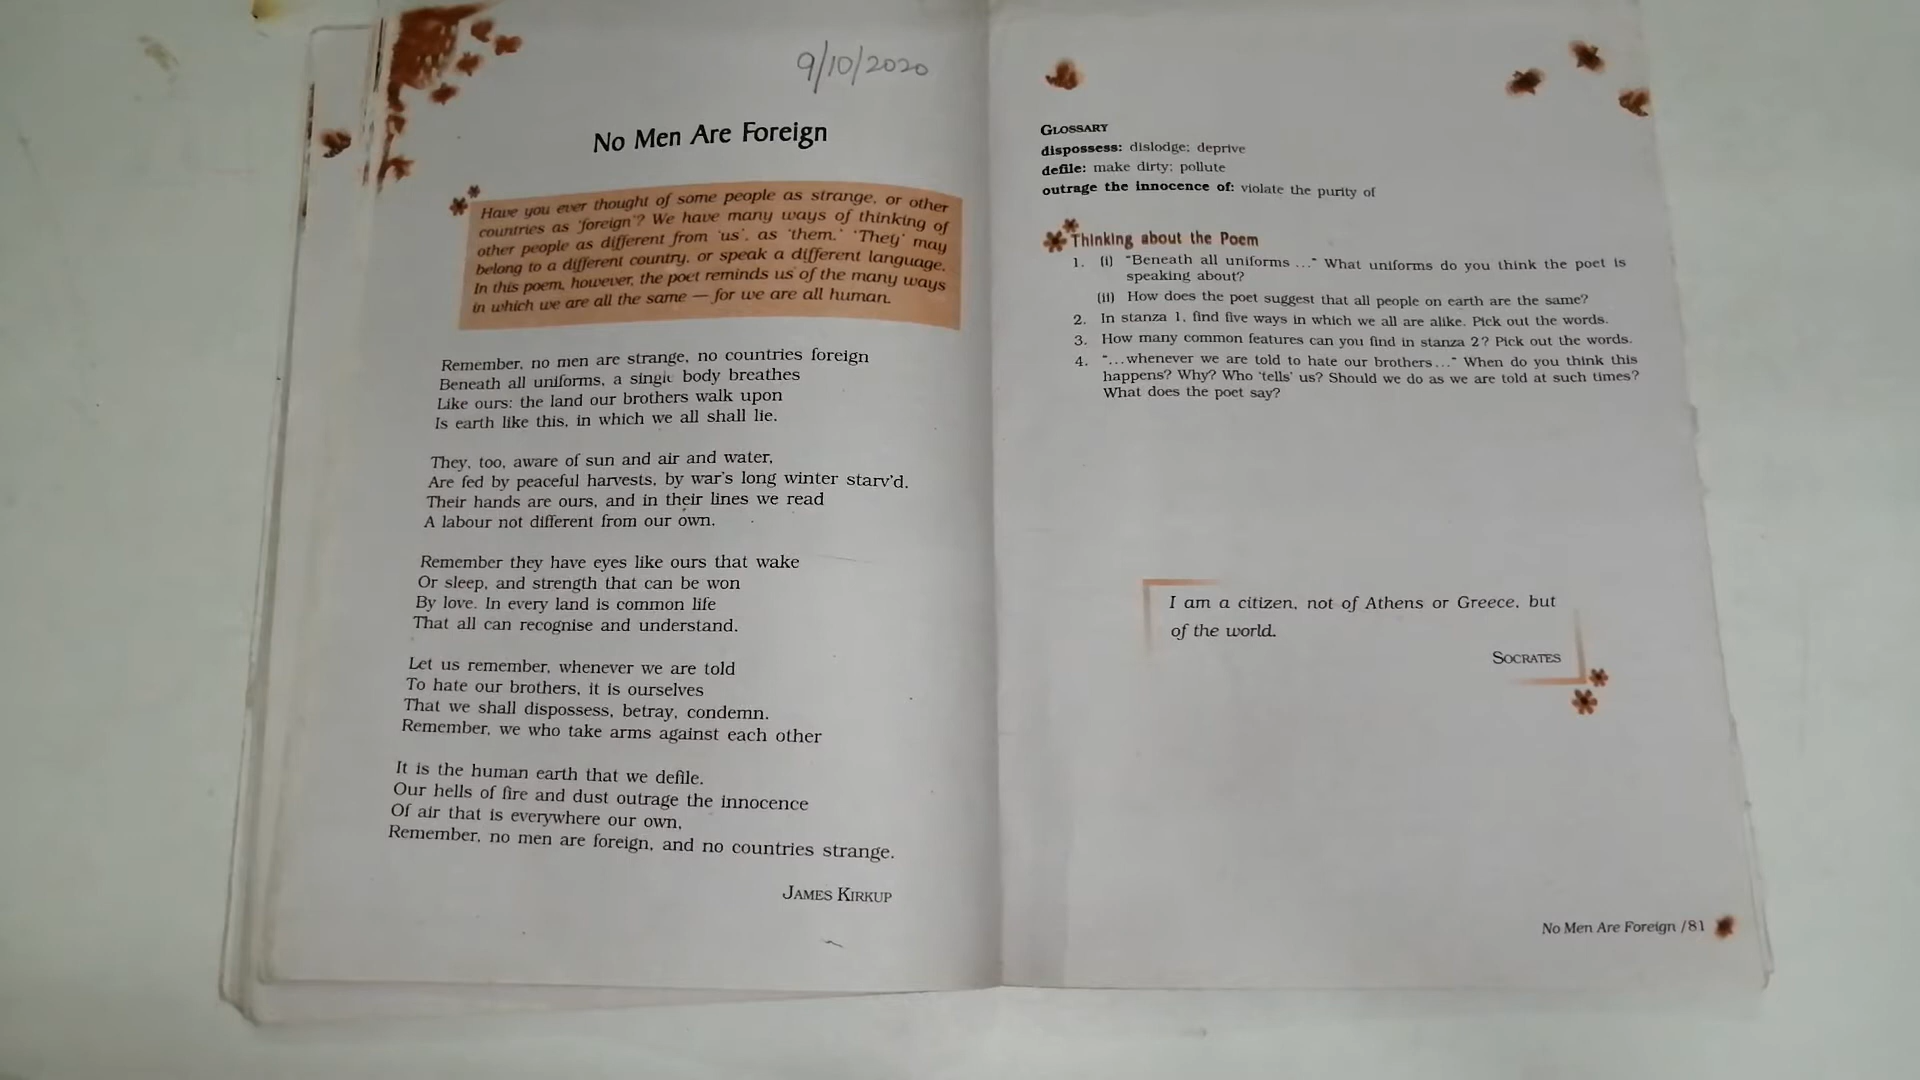 9/10/2020
No Men Are Foreign
Have you ever thought of some people as strange, or other
countries as 'foreign'? We have many ways of thinking of
other people as different from 'us', as 'them.' 'They' may
belong to a different country, or speak a different language.
In this poem, however, the poet reminds us of the many ways
in which we are all the same — for we are all human.
Remember, no men are strange, no countries foreign
Beneath all uniforms, a single body breathes
Like ours: the land our brothers walk upon
Is earth like this, in which we all shall lie.
They, too, aware of sun and air and water,
Are fed by peaceful harvests, by war's long winter starv'd.
Their hands are ours, and in their lines we read
A labour not different from our own.
Remember they have eyes like ours that wake
Or sleep, and strength that can be won
By love. In every land is common life
That all can recognise and understand.
Let us remember, whenever we are told
To hate our brothers, it is ourselves
That we shall dispossess, betray, condemn.
Remember, we who take arms against each other
It is the human earth that we defile.
Our hells of fire and dust outrage the innocence
Of air that is everywhere our own,
Remember, no men are foreign, and no countries strange.
JAMES KIRKUP
GLOSSARY
dispossess: dislodge; deprive
defile: make dirty; pollute
outrage the innocence of: violate the purity of
Thinking about the Poem
1. (i) "Beneath all uniforms ..." What uniforms do you think the poet is
speaking about?
(ii) How does the poet suggest that all people on earth are the same?
2. In stanza 1, find five ways in which we all are alike. Pick out the words.
3. How many common features can you find in stanza 2? Pick out the words.
4. "...whenever we are told to hate our brothers..." When do you think this
happens? Why? Who 'tells' us? Should we do as we are told at such times?
What does the poet say?
I am a citizen, not of Athens or Greece, but
of the world.
SOCRATES
No Men Are Foreign /81